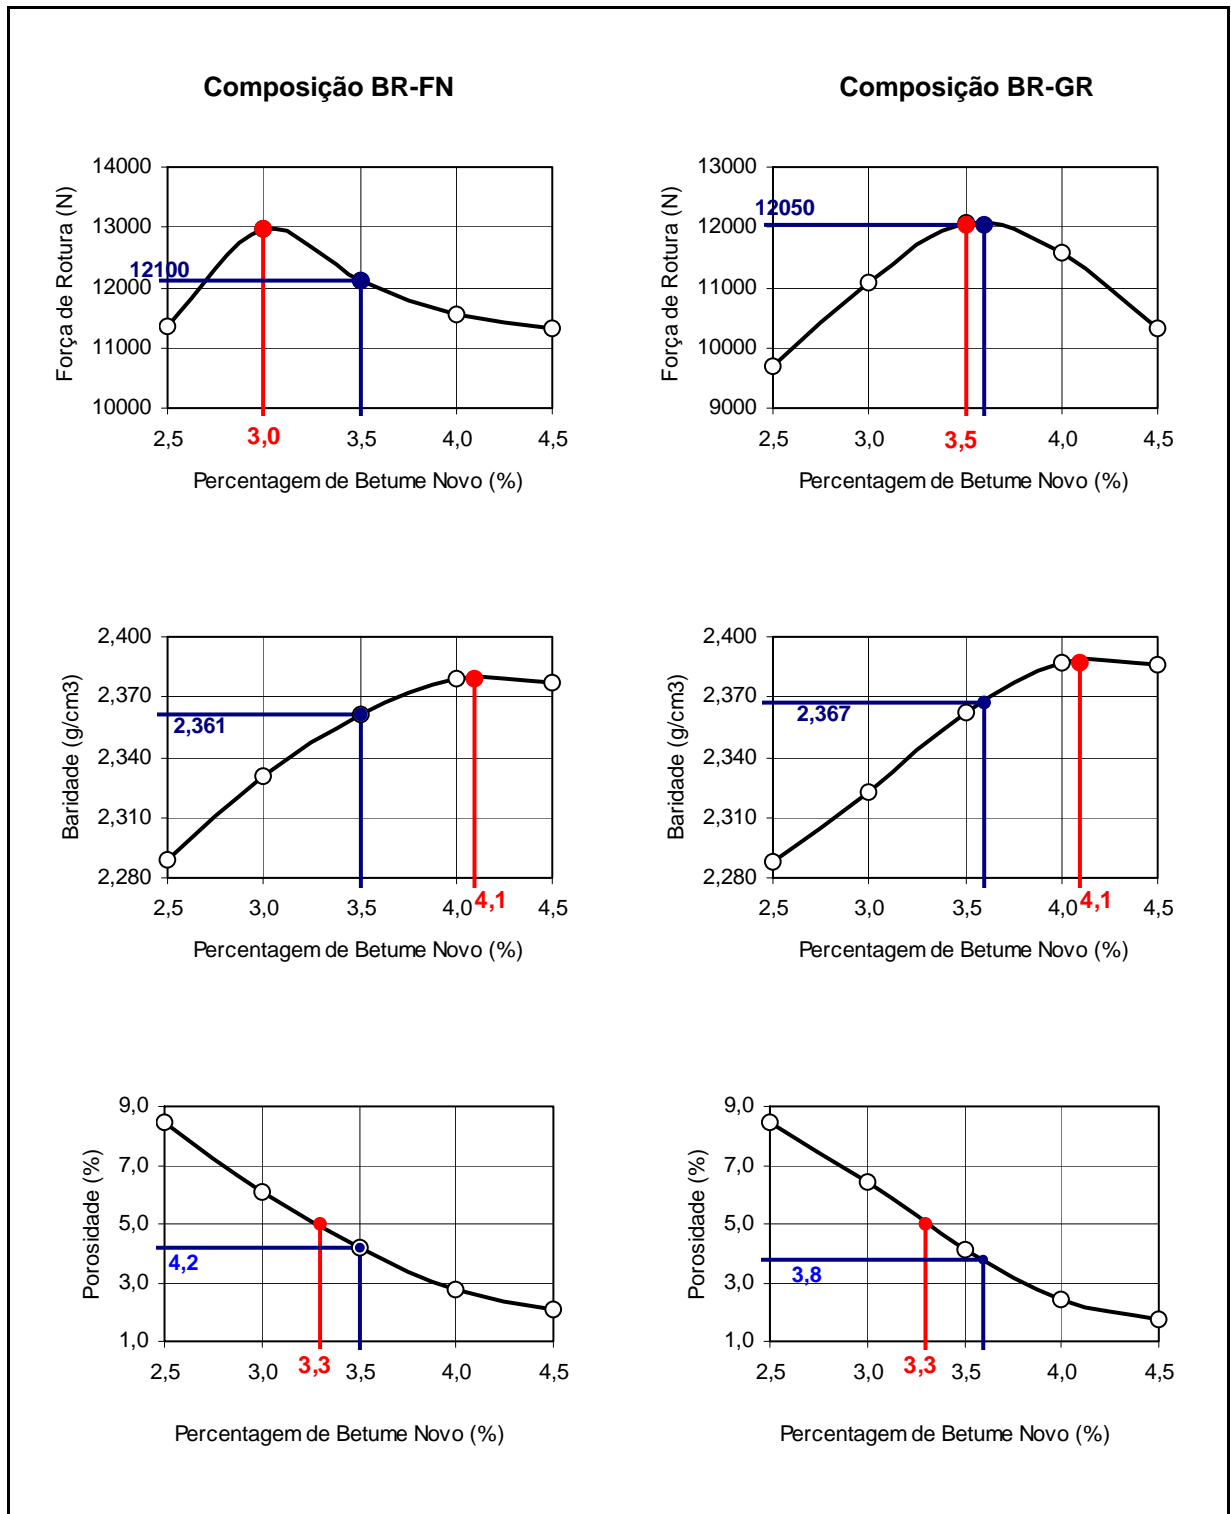 Composição BR-FN
Composição BR-GR
Força de Rotura (N)
14000
13000
12100
12000
11000
10000
2,5 3,0 3,5 4,0 4,5
Percentagem de Betume Novo (%)
Força de Rotura (N)
13000
12050
12000
11000
10000
9000
2,5 3,0 3,5 4,0 4,5
Percentagem de Betume Novo (%)
Baridade (g/cm3)
2,400
2,370
2,361
2,340
2,310
2,280
2,5 3,0 3,5 4,0 4,1 4,5
Percentagem de Betume Novo (%)
Baridade (g/cm3)
2,400
2,370
2,367
2,340
2,310
2,280
2,5 3,0 3,5 4,0 4,1 4,5
Percentagem de Betume Novo (%)
Porosidade (%)
9,0
7,0
5,0
4,2
3,0
1,0
2,5 3,0 3,3 3,5 4,0 4,5
Percentagem de Betume Novo (%)
Porosidade (%)
9,0
7,0
5,0
3,8
3,0
1,0
2,5 3,0 3,3 3,5 4,0 4,5
Percentagem de Betume Novo (%)